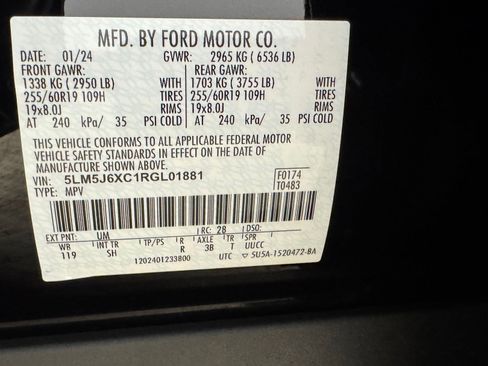 MFD. BY FORD MOTOR CO.
DATE: 01/24 GVWR: 2965 KG ( 6536 LB)
FRONT GAWR: REAR GAWR:
1338 KG ( 2950 LB) WITH 1703 KG ( 3755 LB) WITH
255/60R19 109H TIRES 255/60R19 109H TIRES
19x8.0J RIMS 19x8.0J RIMS
AT 240 kPa/ 35 PSI COLD AT 240 kPa/ 35 PSI COLD
THIS VEHICLE CONFORMS TO ALL APPLICABLE FEDERAL MOTOR
VEHICLE SAFETY AND THEFT PREVENTION STANDARDS IN EFFECT ON THE
DATE OF MANUFACTURE SHOWN ABOVE.
VIN: 5LM5J6XC1RGL01881 F0174
TYPE: MPV T0483
EXT PNT: UM RC: 28 DSO:
WB INT TR TP/PS R AXLE TR SPR
119 SH R 3B T UUCC
1202401233800 UTC ▽ 5U5A-1520472-BA